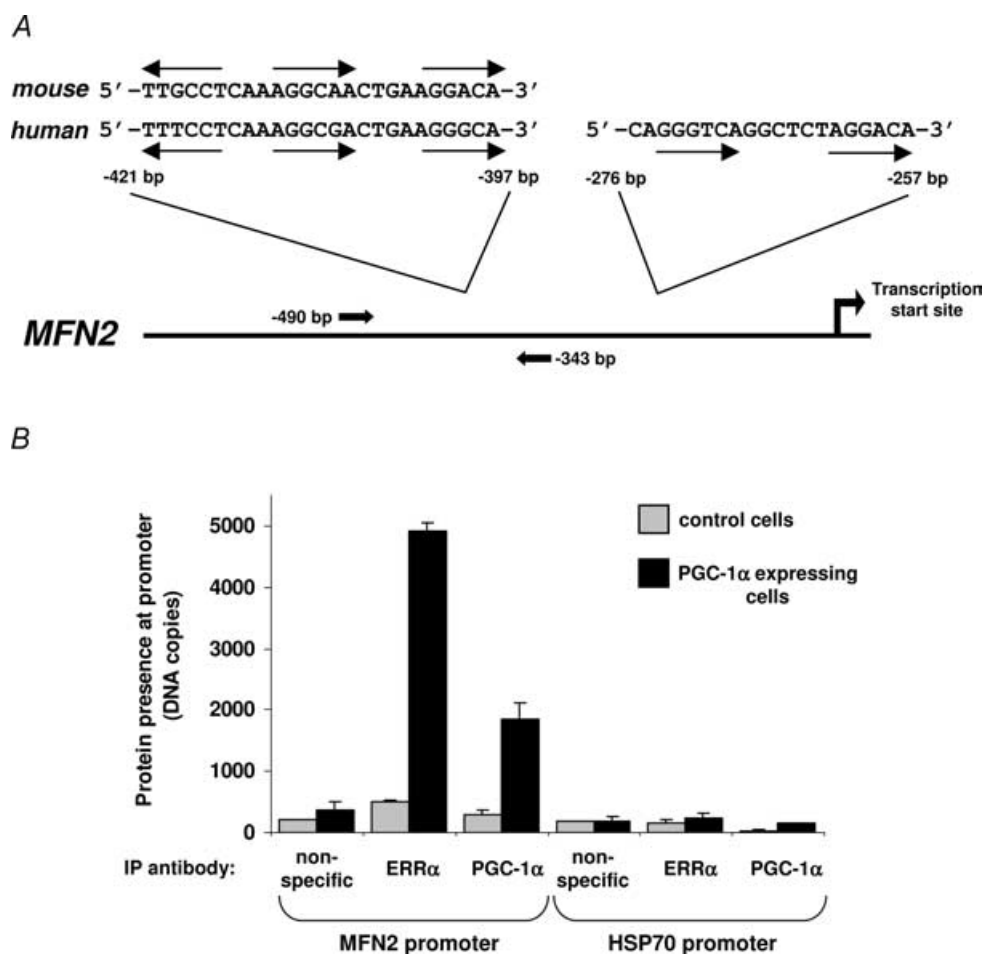 A
mouse 5′-TTGCCTCAAAGGCAACTGAAGGACA-3′
human 5′-TTTCCTCAAAGGCGACTGAAGGGCA-3′ 5′-CAGGGTCAGGCTCTAGGACA-3′
-421 bp -397 bp -276 bp -257 bp
Transcription
start site
-490 bp
MFN2
-343 bp
B
Protein presence at promoter
(DNA copies)
5000
4000
3000
2000
1000
0
control cells
PGC-1α expressing
cells
IP antibody: non-specific ERRα PGC-1α non-specific ERRα PGC-1α
MFN2 promoter HSP70 promoter